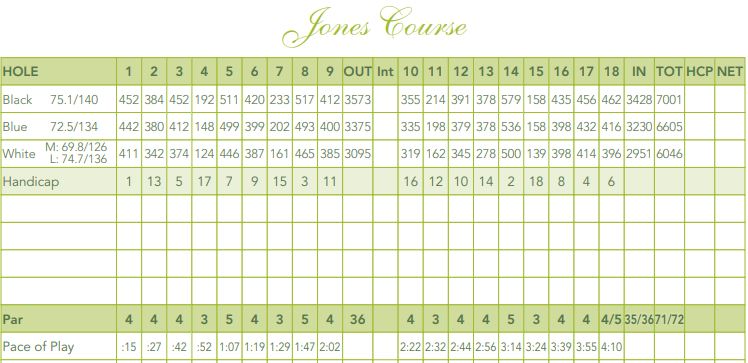 Jones Course
HOLE 1 2 3 4 5 6 7 8 9 OUT Int 10 11 12 13 14 15 16 17 18 IN TOT HCP NET
Black 75.1/140 452 384 452 192 511 420 233 517 412 3573 355 214 391 378 579 158 435 456 462 3428 7001
Blue 72.5/134 442 380 412 148 499 399 202 493 400 3375 335 198 379 378 536 158 398 432 416 3230 6605
White M: 69.8/126 L: 74.7/136 411 342 374 124 446 387 161 465 385 3095 319 162 345 278 500 139 398 414 396 2951 6046
Handicap 1 13 5 17 7 9 15 3 11 16 12 10 14 2 18 8 4 6
Par 4 4 4 3 5 4 3 5 4 36 4 3 4 4 5 3 4 4 4/5 35/36 71/72
Pace of Play :15 :27 :42 :52 1:07 1:19 1:29 1:47 2:02 2:22 2:32 2:44 2:56 3:14 3:24 3:39 3:55 4:10